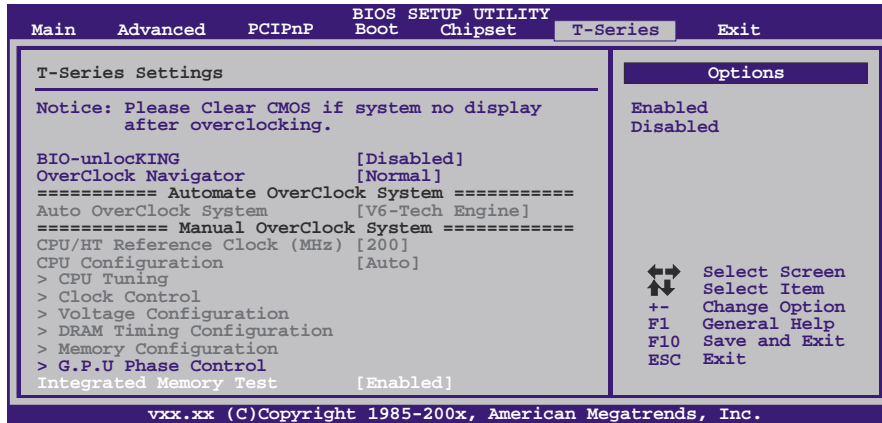 BIOS SETUP UTILITY
Main Advanced PCIPnP Boot Chipset T-Series Exit
T-Series Settings
Notice: Please Clear CMOS if system no display
after overclocking.
BIO-unlocKING [Disabled]
OverClock Navigator [Normal]
=========== Automate OverClock System ===========
Auto OverClock System [V6-Tech Engine]
============ Manual OverClock System ============
CPU/HT Reference Clock (MHz) [200]
CPU Configuration [Auto]
> CPU Tuning
> Clock Control
> Voltage Configuration
> DRAM Timing Configuration
> Memory Configuration
> G.P.U Phase Control
Integrated Memory Test [Enabled]
Options
Enabled
Disabled
Select Screen
Select Item
+- Change Option
F1 General Help
F10 Save and Exit
ESC Exit
vxx.xx (C)Copyright 1985-200x, American Megatrends, Inc.